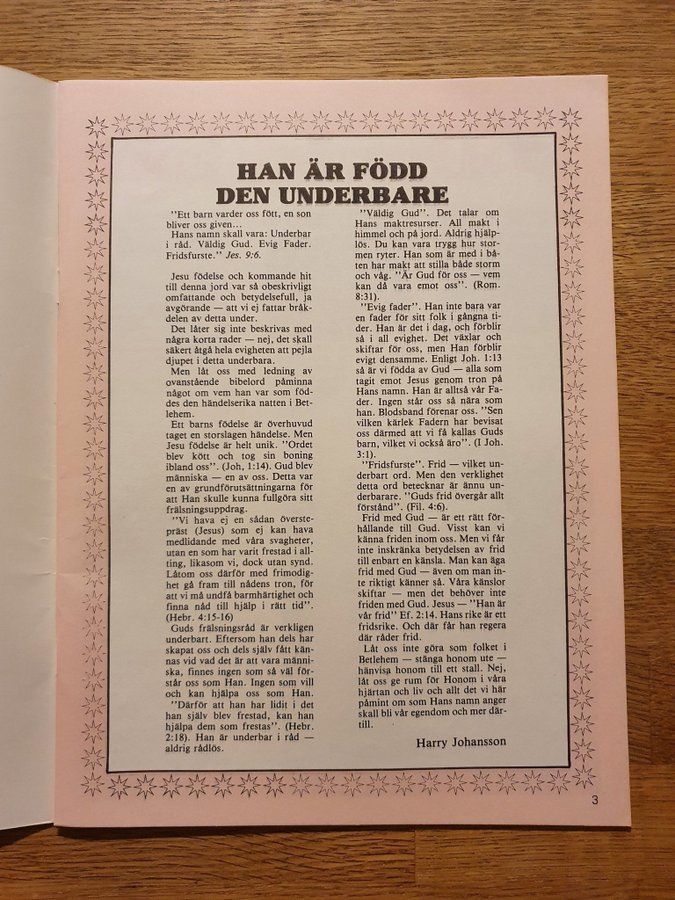 HAN ÄR FÖDD
DEN UNDERBARE
"Ett barn varder oss fött, en son
bliver oss given...
Hans namn skall vara: Underbar
i råd. Väldig Gud. Evig Fader.
Fridsfurste." Jes. 9:6.
Jesu födelse och kommande hit
till denna jord var så obeskrivligt
omfattande och betydelsefull, ja
avgörande — att vi ej fattar bråk-
delen av detta under.
Det låter sig inte beskrivas med
några korta rader — nej, det skall
säkert åtgå hela evigheten att pejla
djupet i detta underbara.
Men låt oss med ledning av
ovanstående bibelord påminna
något om vem han var som föd-
des den händelserika natten i Bet-
lehem.
Ett barns födelse är överhuvud
taget en storslagen händelse. Men
Jesu födelse är helt unik. "Ordet
blev kött och tog sin boning
ibland oss". (Joh, 1:14). Gud blev
människa — en av oss. Detta var
en av grundförutsättningarna för
att Han skulle kunna fullgöra sitt
frälsningsuppdrag.
"Vi hava ej en sådan överste-
präst (Jesus) som ej kan hava
medlidande med våra svagheter,
utan en som har varit frestad i all-
ting, likasom vi, dock utan synd.
Låtom oss därför med frimodig-
het gå fram till nådens tron, för
att vi må undfå barmhärtighet och
finna nåd till hjälp i rätt tid".
(Hebr. 4:15-16)
Guds frälsningsråd är verkligen
underbart. Eftersom han dels har
skapat oss och dels själv fått kän-
nas vid vad det är att vara männi-
ska, finnes ingen som så väl för-
står oss som Han. Ingen som vill
och kan hjälpa oss som Han.
"Därför att han har lidit i det
han själv blev frestad, kan han
hjälpa dem som frestas". (Hebr.
2:18). Han är underbar i råd —
aldrig rådlös.
"Väldig Gud". Det talar om
Hans maktresurser. All makt i
himmel och på jord. Aldrig hjälp-
lös. Du kan vara trygg hur stor-
men ryter. Han som är med i bå-
ten har makt att stilla både storm
och våg. "Är Gud för oss — vem
kan då vara emot oss". (Rom.
8:31).
"Evig fader". Han inte bara var
en fader för sitt folk i gångna ti-
der. Han är det i dag, och förblir
så i all evighet. Det växlar och
skiftar för oss, men Han förblir
evigt densamme. Enligt Joh. 1:13
så är vi födda av Gud — alla som
tagit emot Jesus genom tron på
Hans namn. Han är alltså vår Fa-
der. Ingen står oss så nära som
han. Blodsband förenar oss. "Sen
vilken kärlek Fadern har bevisat
oss därmed att vi få kallas Guds
barn, vilket vi också äro". (I Joh.
3:1).
"Fridsfurste". Frid — vilket un-
derbart ord. Men den verklighet
detta ord betecknar är ännu un-
derbarare. "Guds frid övergår allt
förstånd". (Fil. 4:6).
Frid med Gud — är ett rätt för-
hållande till Gud. Visst kan vi
känna friden inom oss. Men vi får
inte inskränka betydelsen av frid
till enbart en känsla. Man kan äga
frid med Gud — även om man in-
te riktigt känner så. Våra känslor
skiftar — men det behöver inte
friden med Gud. Jesus — "Han är
vår frid" Ef. 2:14. Hans rike är ett
fridsrike. Och där får han regera
där råder frid.
Låt oss inte göra som folket i
Betlehem — stänga honom ute —
hänvisa honom till ett stall. Nej,
låt oss ge rum för Honom i våra
hjärtan och liv och allt det vi här
påmint om som Hans namn anger
skall bli vår egendom och mer där-
till.
Harry Johansson
3